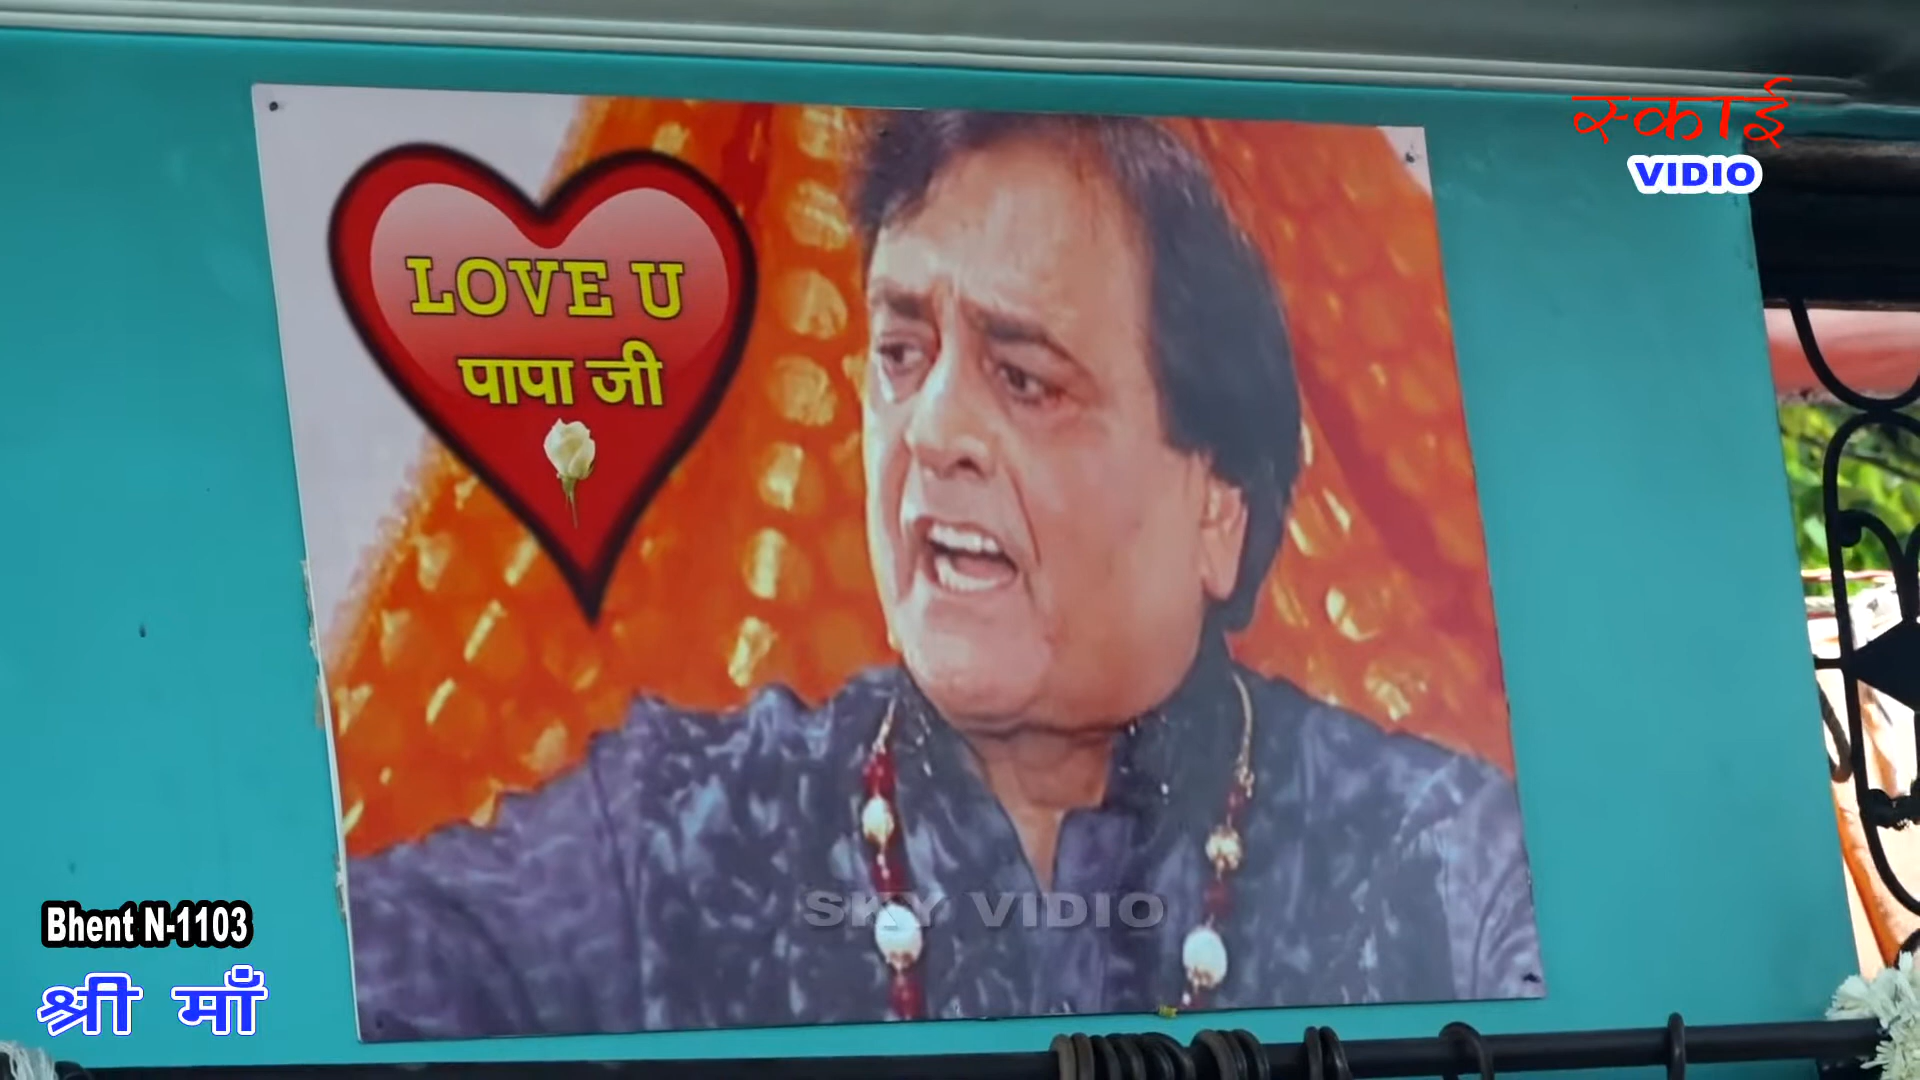 स्काई
VIDIO
LOVE U
पापा जी
SKY VIDIO
Bhent N-1103
श्री माँ